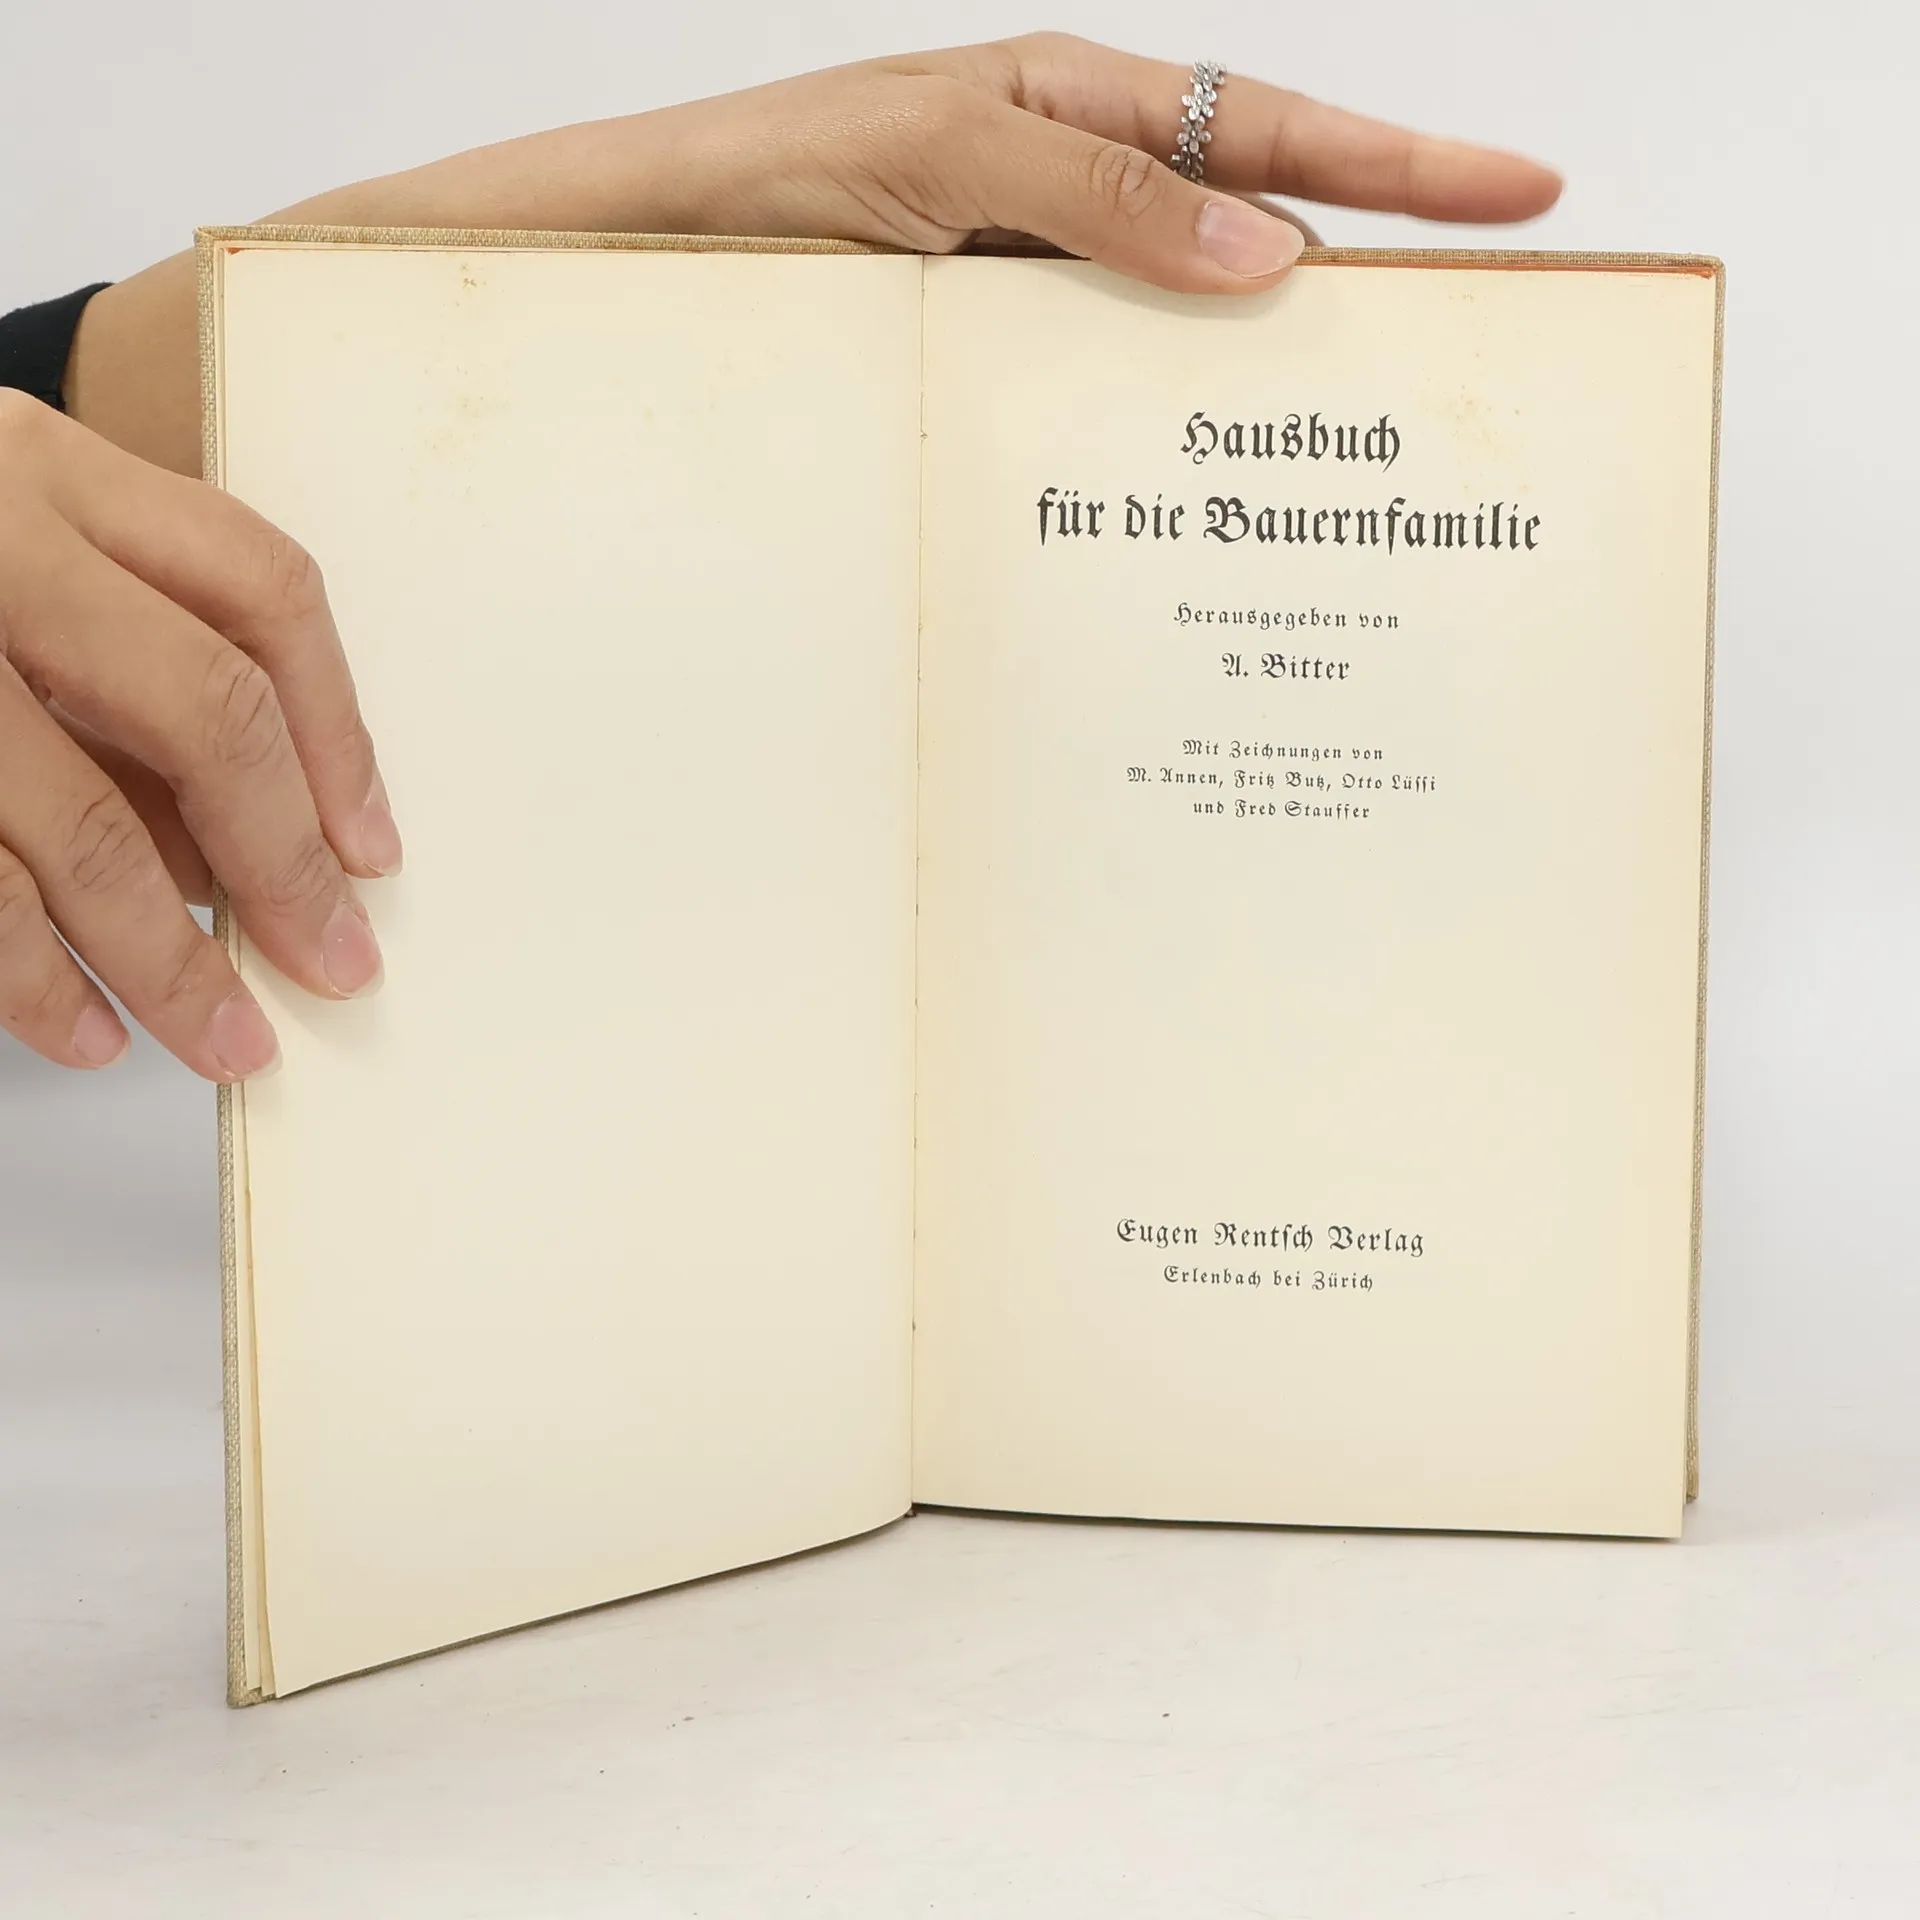 Hausbuch
für die Bauernfamilie
Herausgegeben von
A. Bitter
Mit Zeichnungen von
M. Annen, Fritz Butz, Otto Lüſſi
und Fred Stauffer
Eugen Rentſch Verlag
Erlenbach bei Zürich